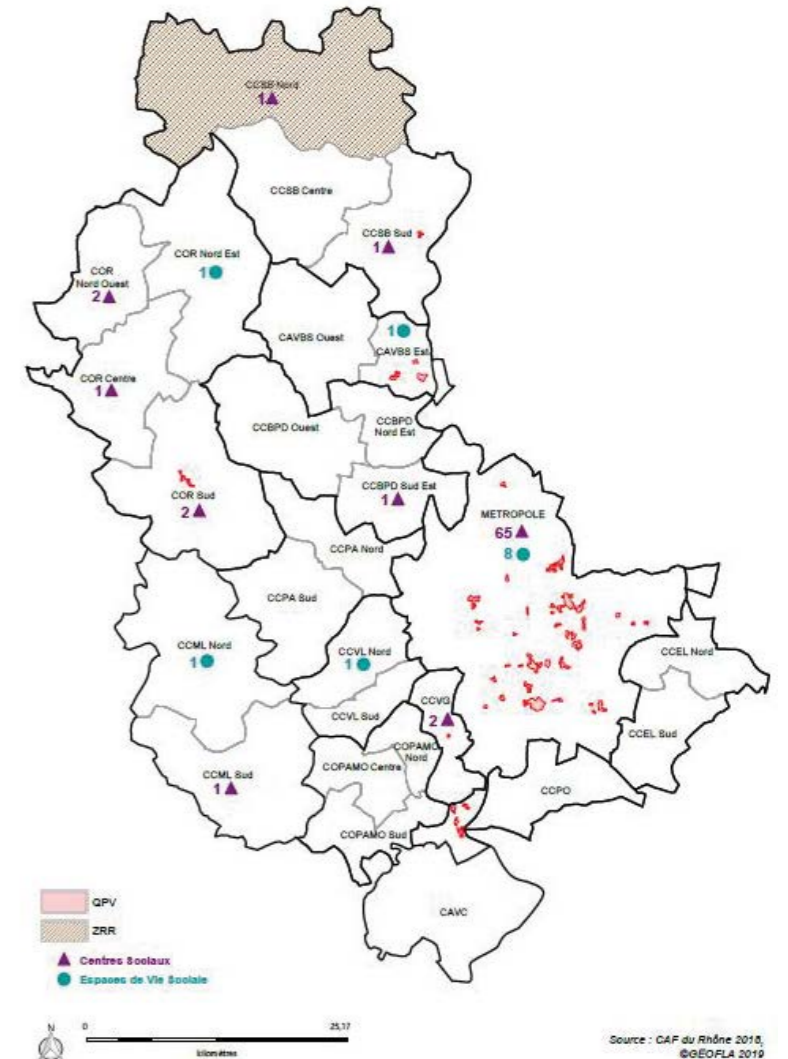 CCSB Nord
1
CCSB Centre
CCSB Sud
1
COR Nord Est
1
COR
Nord Ouest
2
CAVBS Ouest
1
CAVBS Est
COR Centre
1
CCBPD Ouest
CCBPD
Nord Est
CCBPD Sud Est
1
COR Sud
2
METROPOLE
65
8
CCPA Nord
CCPA Sud
CCML Nord
1
CCVL Nord
1
CCEL Nord
CCVG
2
CCVL Sud
CCEL Sud
COPAMO
Nord
COPAMO Centre
CCML Sud
1
CCPO
COPAMO Sud
CAVC
QPV
ZRR
Centres Sociaux
Espaces de Vie Sociale
N
0
25,17
kilomètres
Source : CAF du Rhône 2018,
©GEOFLA 2019